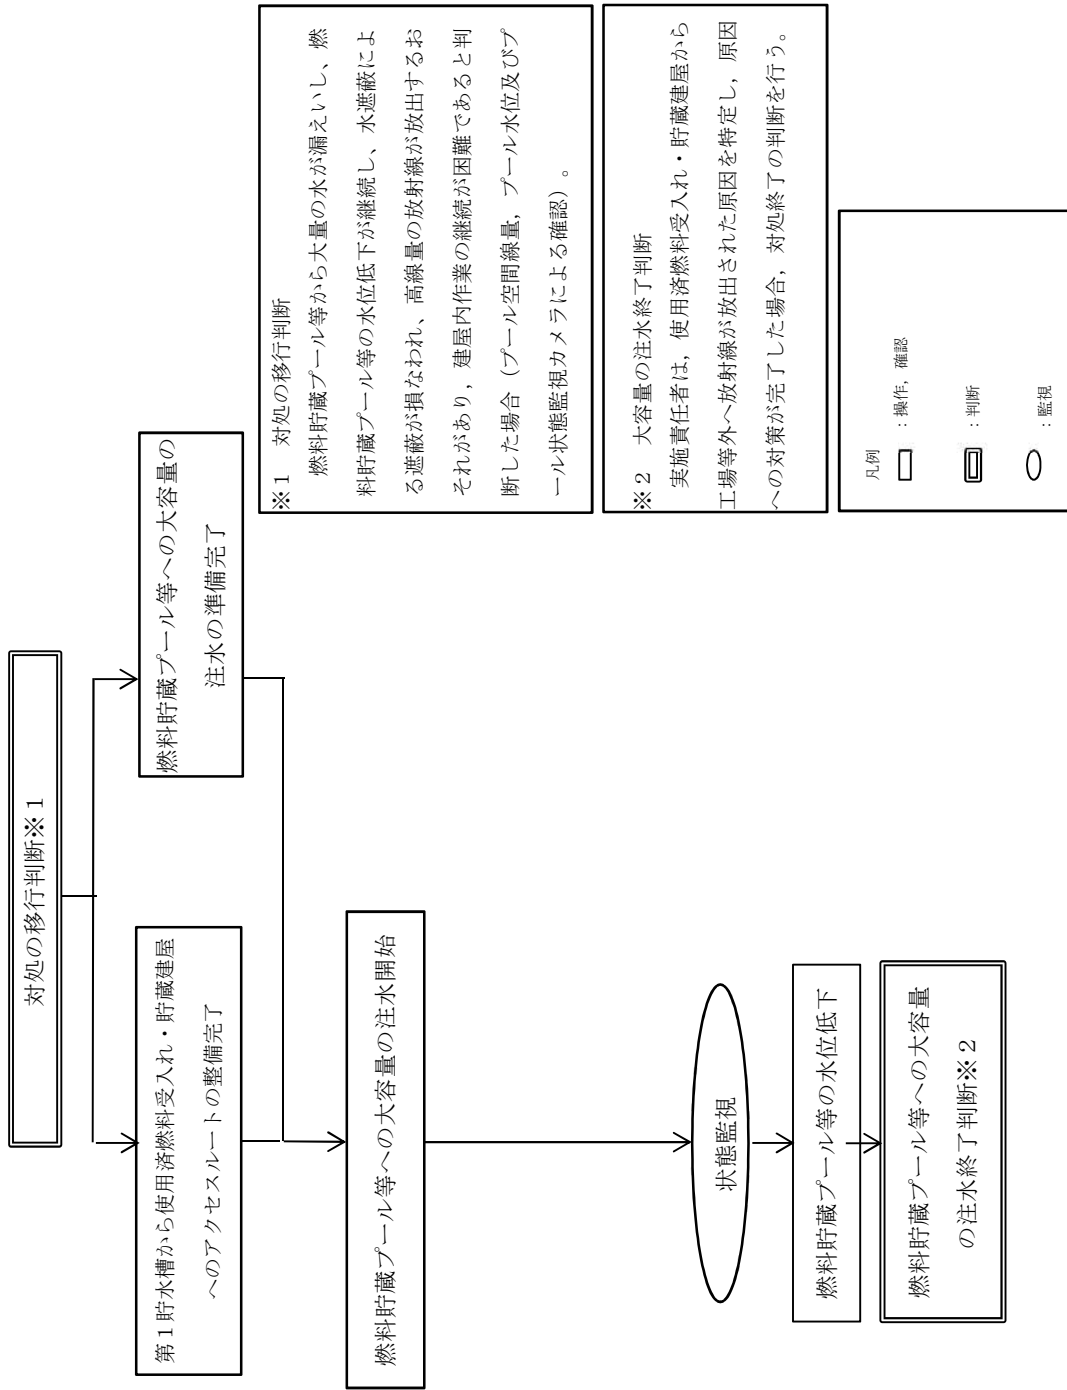 対処の移行判断※１
第１貯水槽から使用済燃料受入れ・貯蔵建屋
へのアクセスルートの整備完了
燃料貯蔵プール等への大容量の
注水の準備完了
燃料貯蔵プール等への大容量の注水開始
状態監視
燃料貯蔵プール等の水位低下
燃料貯蔵プール等への大容量
の注水終了判断※２
※１　対処の移行判断
燃料貯蔵プール等から大量の水が漏えいし、燃
料貯蔵プール等の水位低下が継続し、水遮蔽によ
る遮蔽が損なわれ、高線量の放射線が放出するお
それがあり，建屋内作業の継続が困難であると判
断した場合（プール空間線量，プール水位及びプ
ール状態監視カメラによる確認）。
※２　大容量の注水終了判断
実施責任者は，使用済燃料受入れ・貯蔵建屋から
工場等外へ放射線が放出された原因を特定し，原因
への対策が完了した場合，対処終了の判断を行う。
凡例
：操作，確認
：判断
：監視